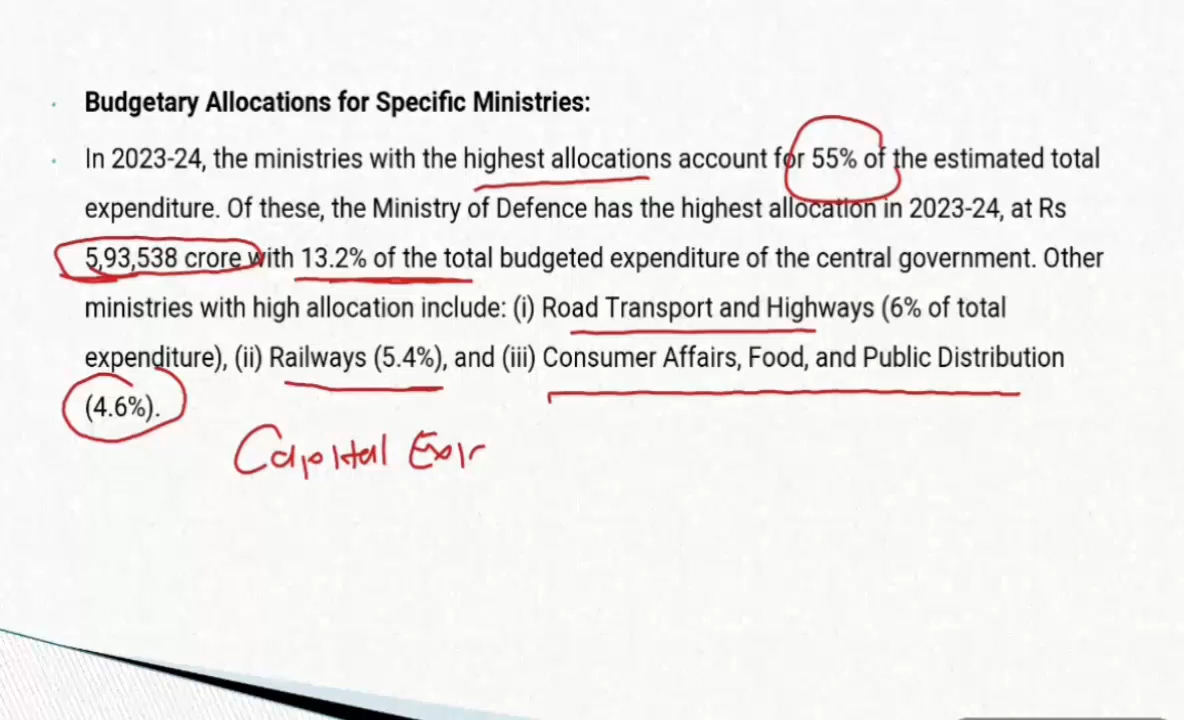 Budgetary Allocations for Specific Ministries:
In 2023-24, the ministries with the highest allocations account for 55% of the estimated total
expenditure. Of these, the Ministry of Defence has the highest allocation in 2023-24, at Rs
5,93,538 crore with 13.2% of the total budgeted expenditure of the central government. Other
ministries with high allocation include: (i) Road Transport and Highways (6% of total
expenditure), (ii) Railways (5.4%), and (iii) Consumer Affairs, Food, and Public Distribution
(4.6%).
Capital